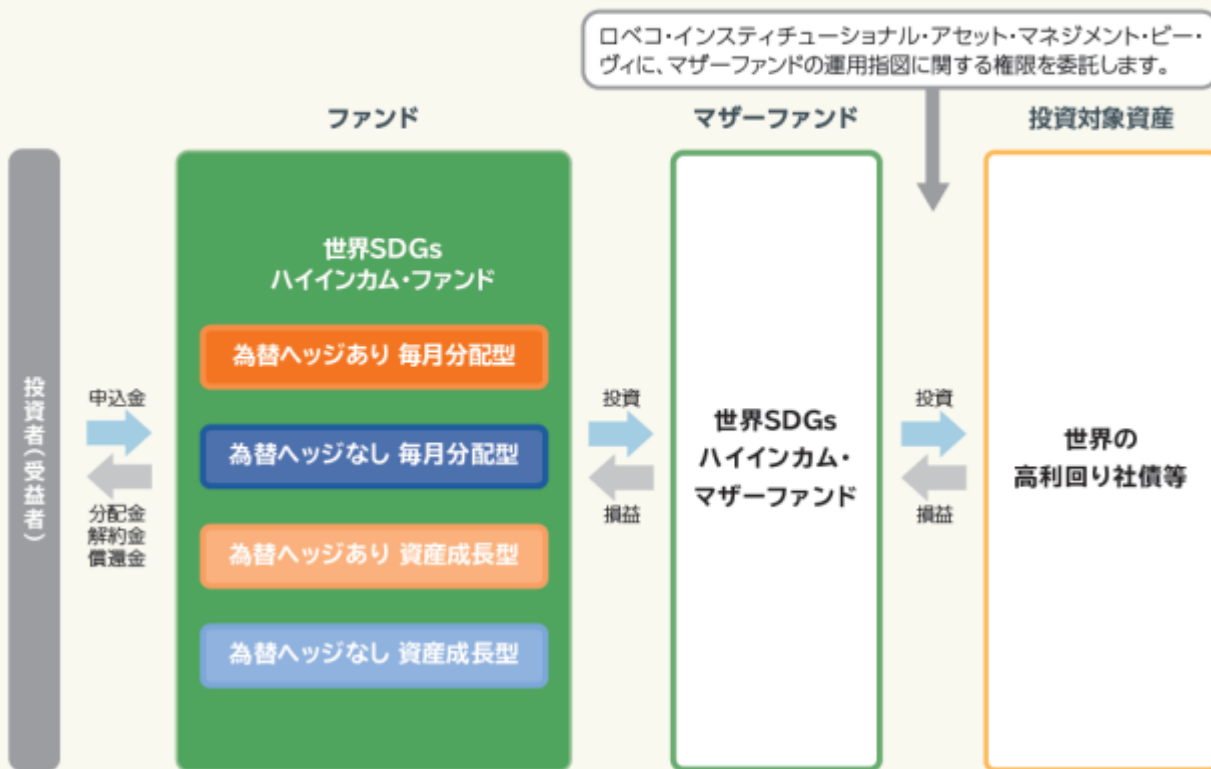 ロベコ・インスティチューショナル・アセット・マネジメント・ビー・
ヴィに、マザーファンドの運用指図に関する権限を委託します。
ファンド
マザーファンド
投資対象資産
投資者（受益者）
申込金
分配金
解約金
償還金
世界SDGs
ハイインカム・ファンド
為替ヘッジあり 毎月分配型
為替ヘッジなし 毎月分配型
為替ヘッジあり 資産成長型
為替ヘッジなし 資産成長型
投資
損益
世界SDGs
ハイインカム・
マザーファンド
投資
損益
世界の
高利回り社債等